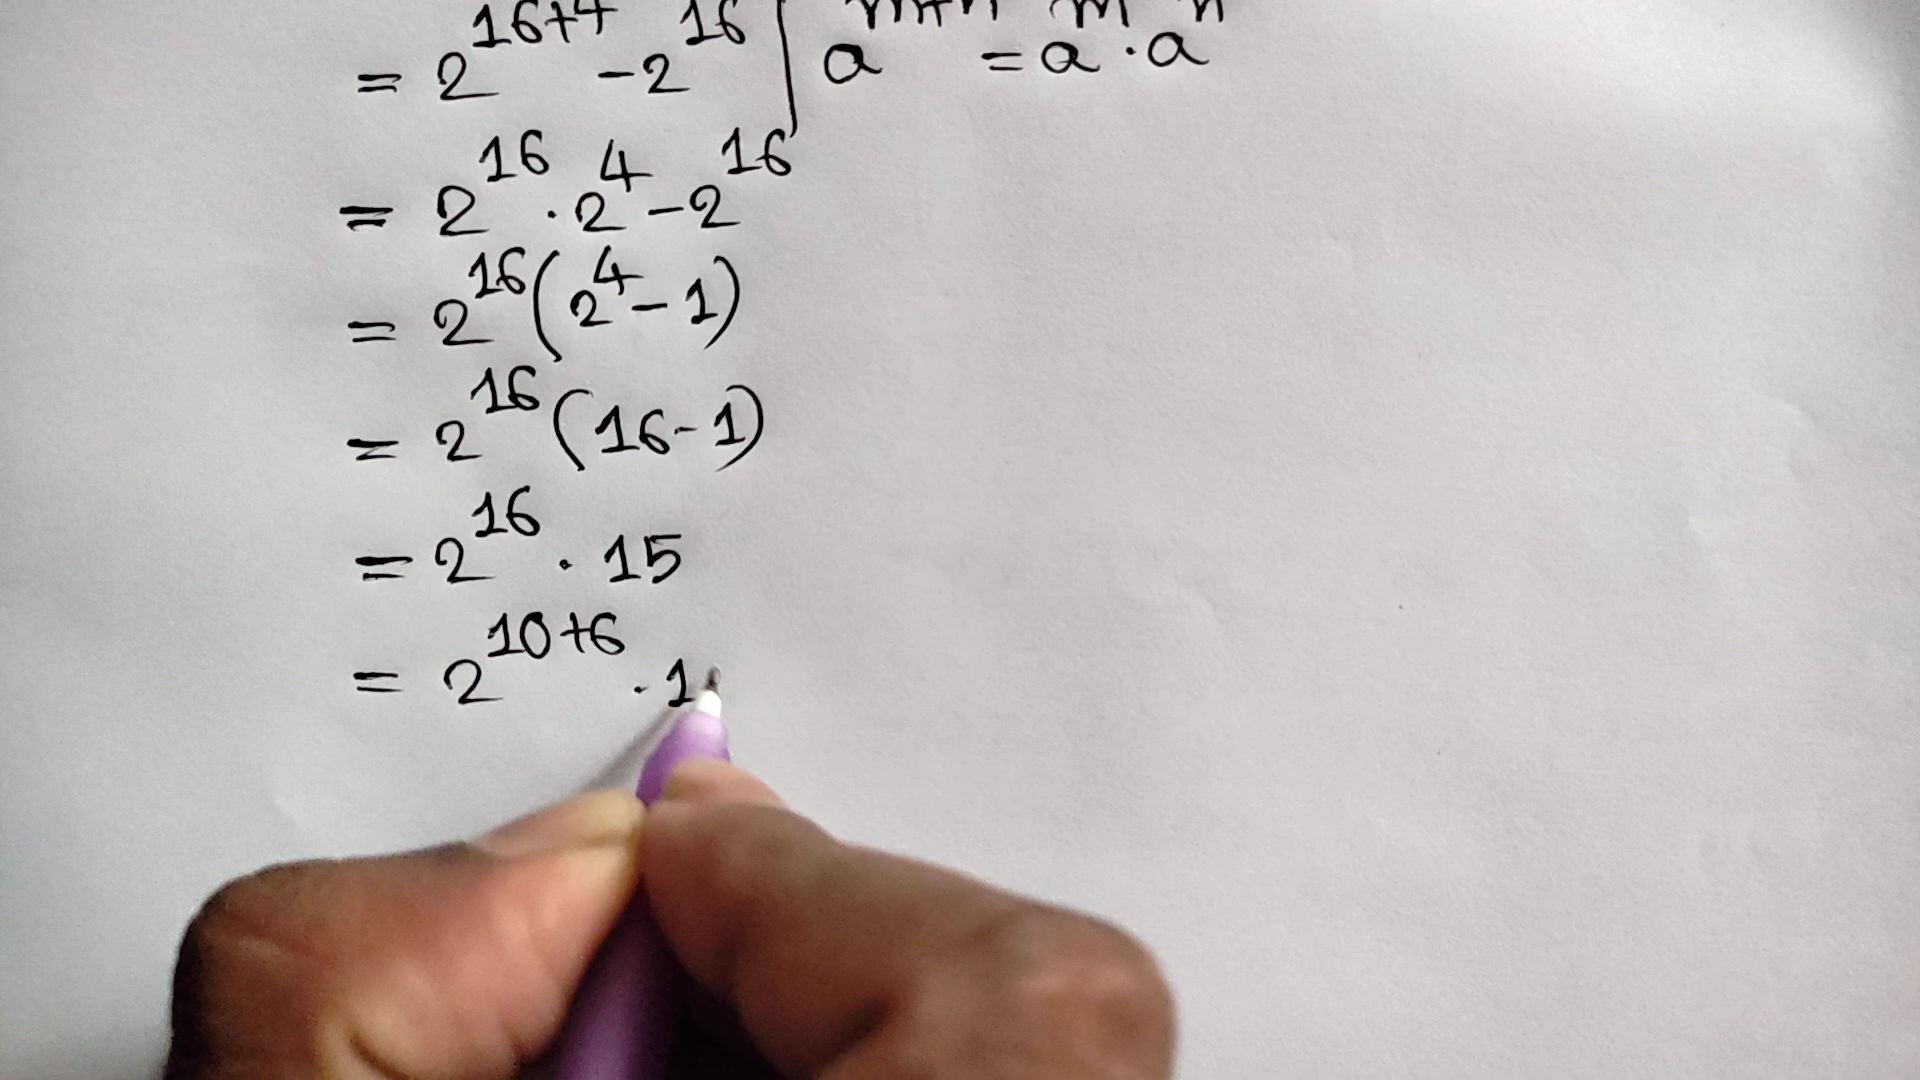 = 2^{16+4} - 2^{16} | a^{m+n} = a^m · a^n
= 2^{16} · 2^4 - 2^{16}
= 2^{16} (2^4 - 1)
= 2^{16} (16 - 1)
= 2^{16} · 15
= 2^{10+6} · 1